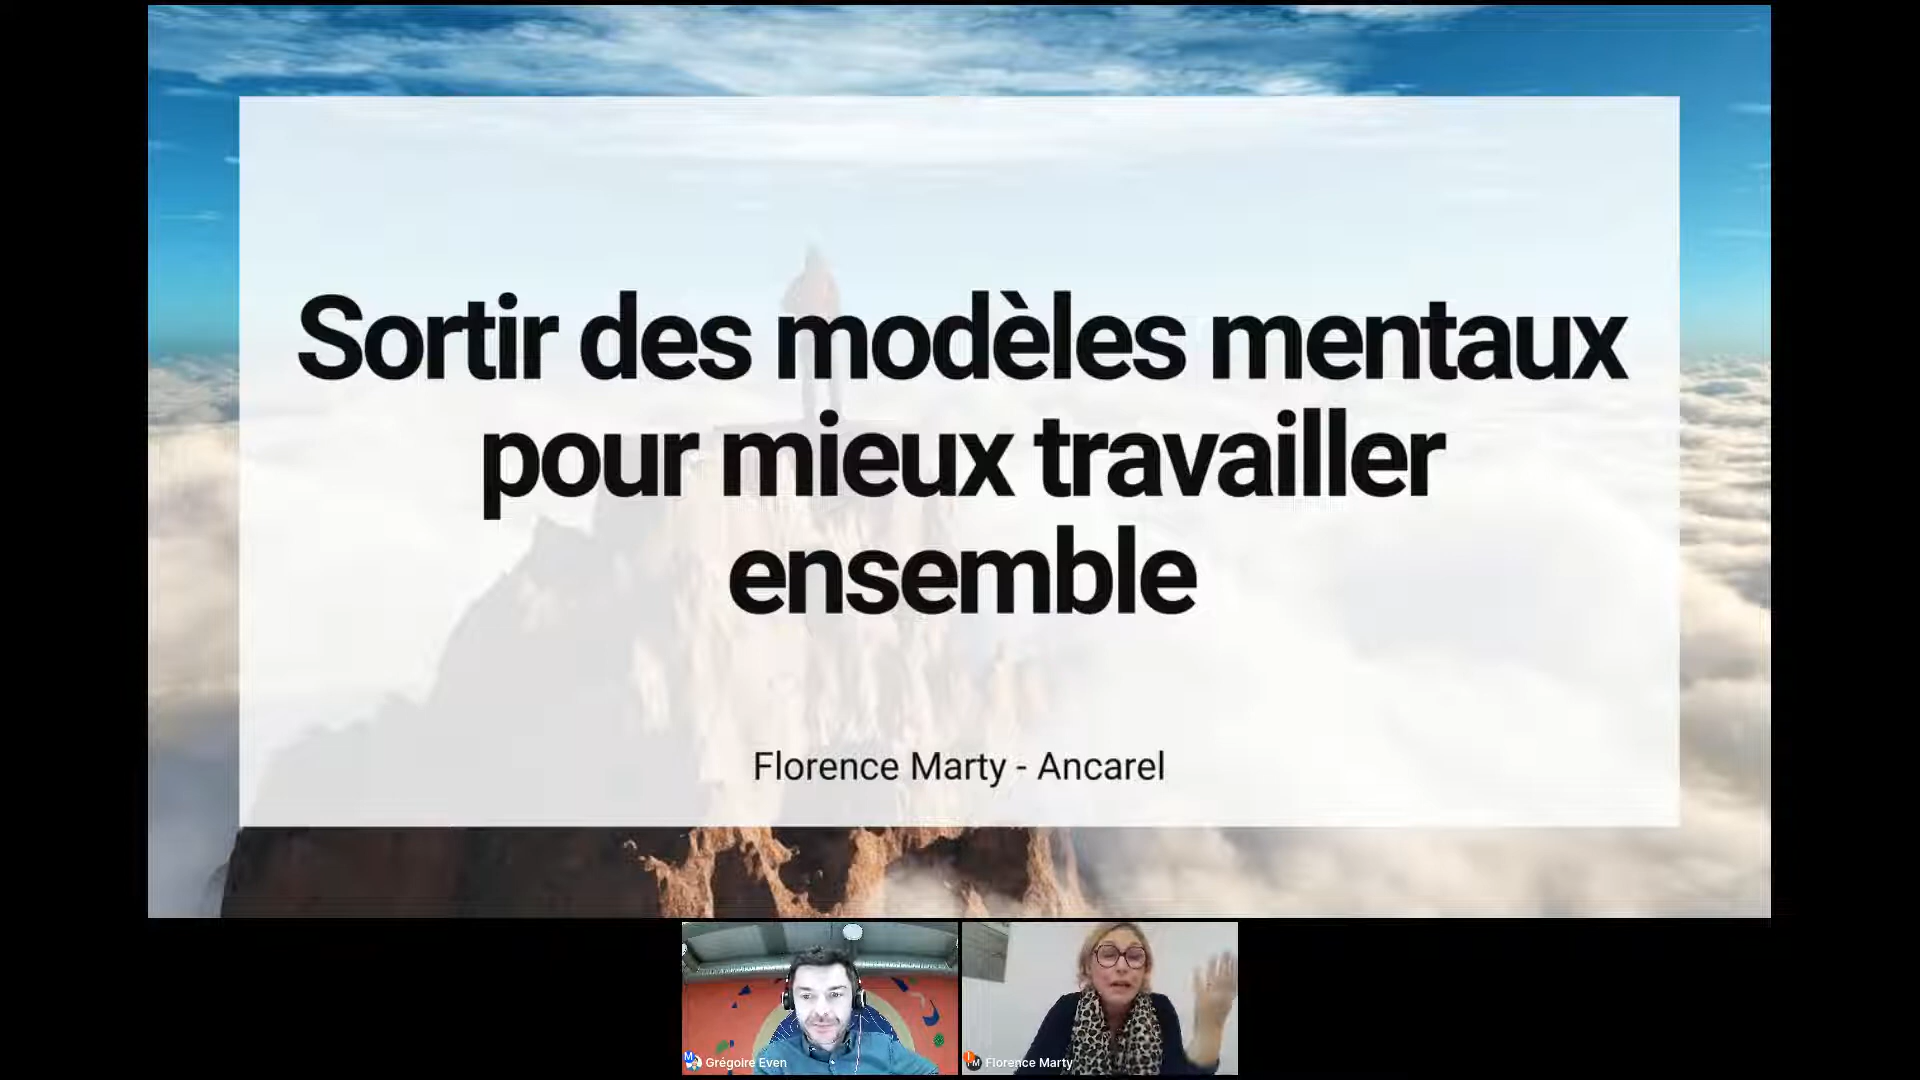 Sortir des modèles mentaux
pour mieux travailler
ensemble
Florence Marty - Ancarel
Grégoire Even
Florence Marty